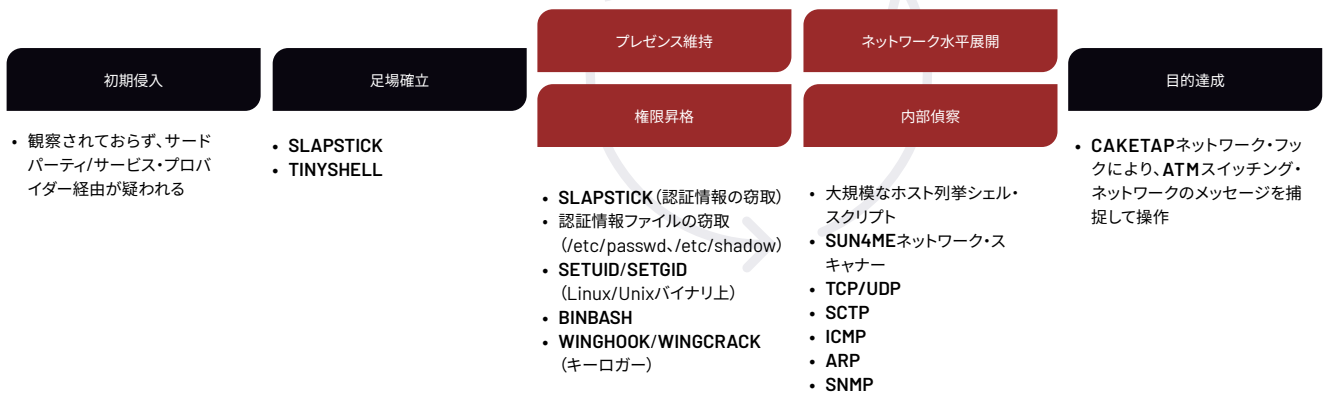 初期侵入
• 観察されておらず、サード
パーティ/サービス・プロバ
イダー経由が疑われる
足場確立
• SLAPSTICK
• TINYSHELL
プレゼンス維持
権限昇格
• SLAPSTICK（認証情報の窃取）
• 認証情報ファイルの窃取
（/etc/passwd、/etc/shadow）
• SETUID/SETGID
（Linux/Unixバイナリ上）
• BINBASH
• WINGHOOK/WINGCRACK
（キーロガー）
ネットワーク水平展開
内部偵察
• 大規模なホスト列挙シェル・
スクリプト
• SUN4MEネットワーク・ス
キャナー
• TCP/UDP
• SCTP
• ICMP
• ARP
• SNMP
目的達成
• CAKETAPネットワーク・フッ
クにより、ATMスイッチング・
ネットワークのメッセージを捕
捉して操作